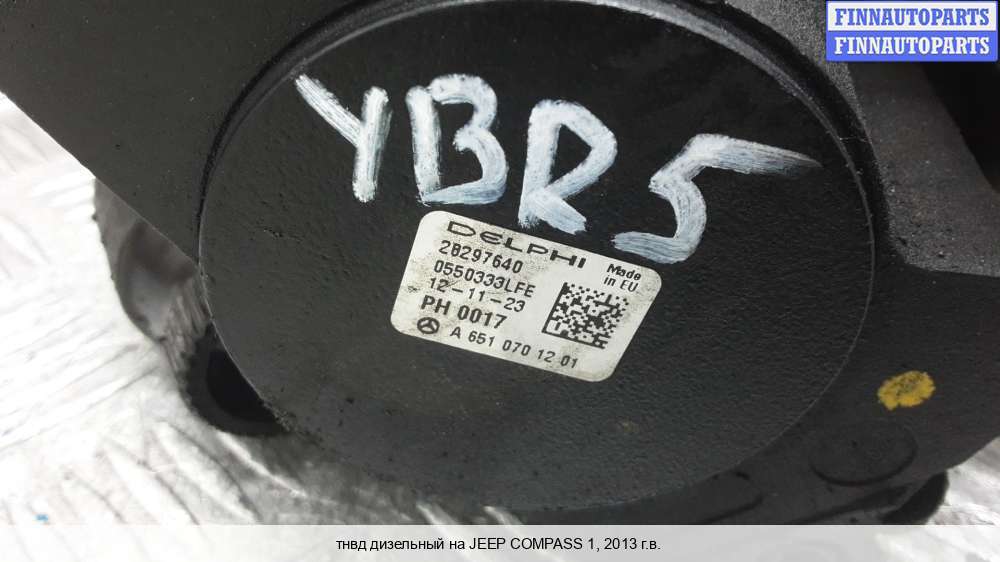 FINNAUTOPARTS
FINNAUTOPARTS
YBR5
DELPHI
28297640
0550333LFE
12-11-23
PH 0017
Made
in EU
A 651 070 12 01
тнвд дизельный на JEEP COMPASS 1, 2013 г.в.